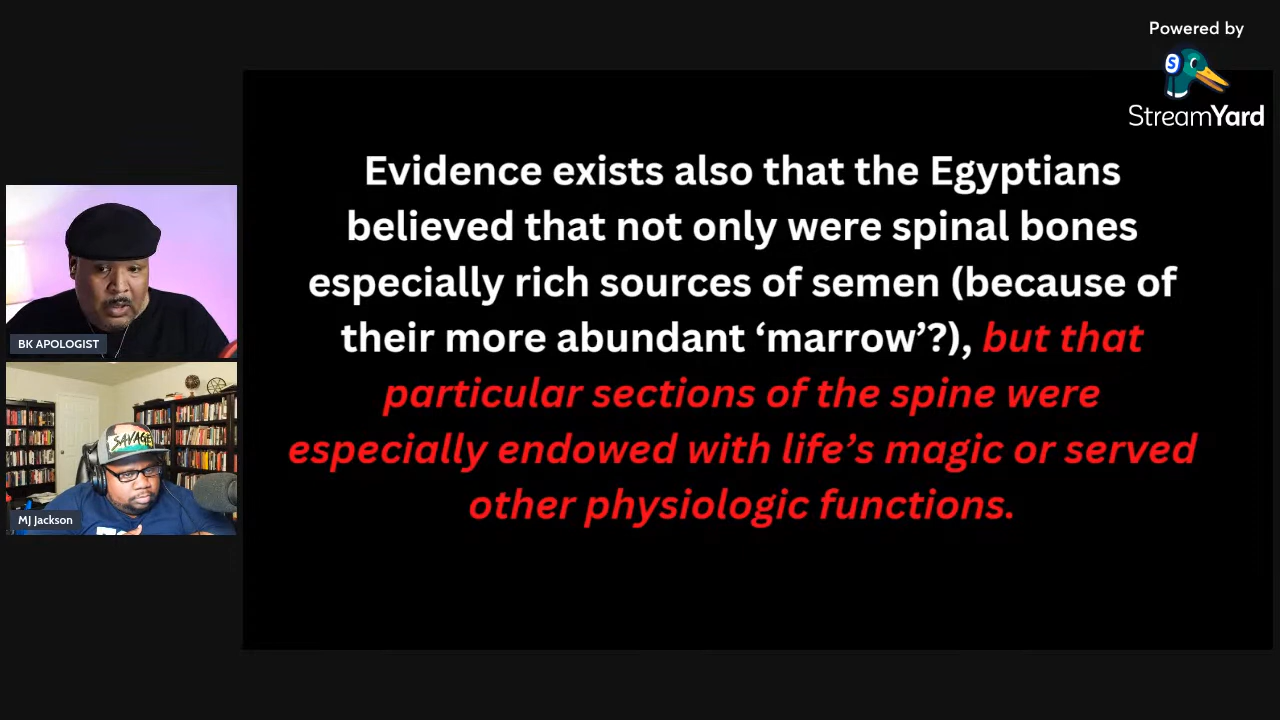 Powered by
StreamYard
Evidence exists also that the Egyptians
believed that not only were spinal bones
especially rich sources of semen (because of
their more abundant ‘marrow’?), but that
particular sections of the spine were
especially endowed with life’s magic or served
other physiologic functions.
BK APOLOGIST
SAVAGE
MJ Jackson